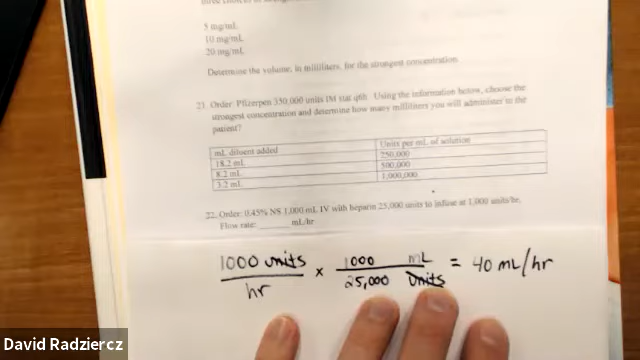 5 mg/mL
10 mg/mL
20 mg/mL
Determine the volume, in milliliters, for the strongest concentration.
21. Order: Pfizerpen 350,000 units IM stat q6h. Using the information below, choose the
strongest concentration and determine how many milliliters you will administer to the
patient?
mL diluent added Units per mL of solution
18.2 mL 250,000
8.2 mL 500,000
3.2 mL 1,000,000
22. Order: 0.45% NS 1,000 mL IV with heparin 25,000 units to infuse at 1,000 units/hr.
Flow rate: ______ mL/hr
1000 units / hr × 1000 mL / 25,000 units = 40 mL/hr
David Radziercz